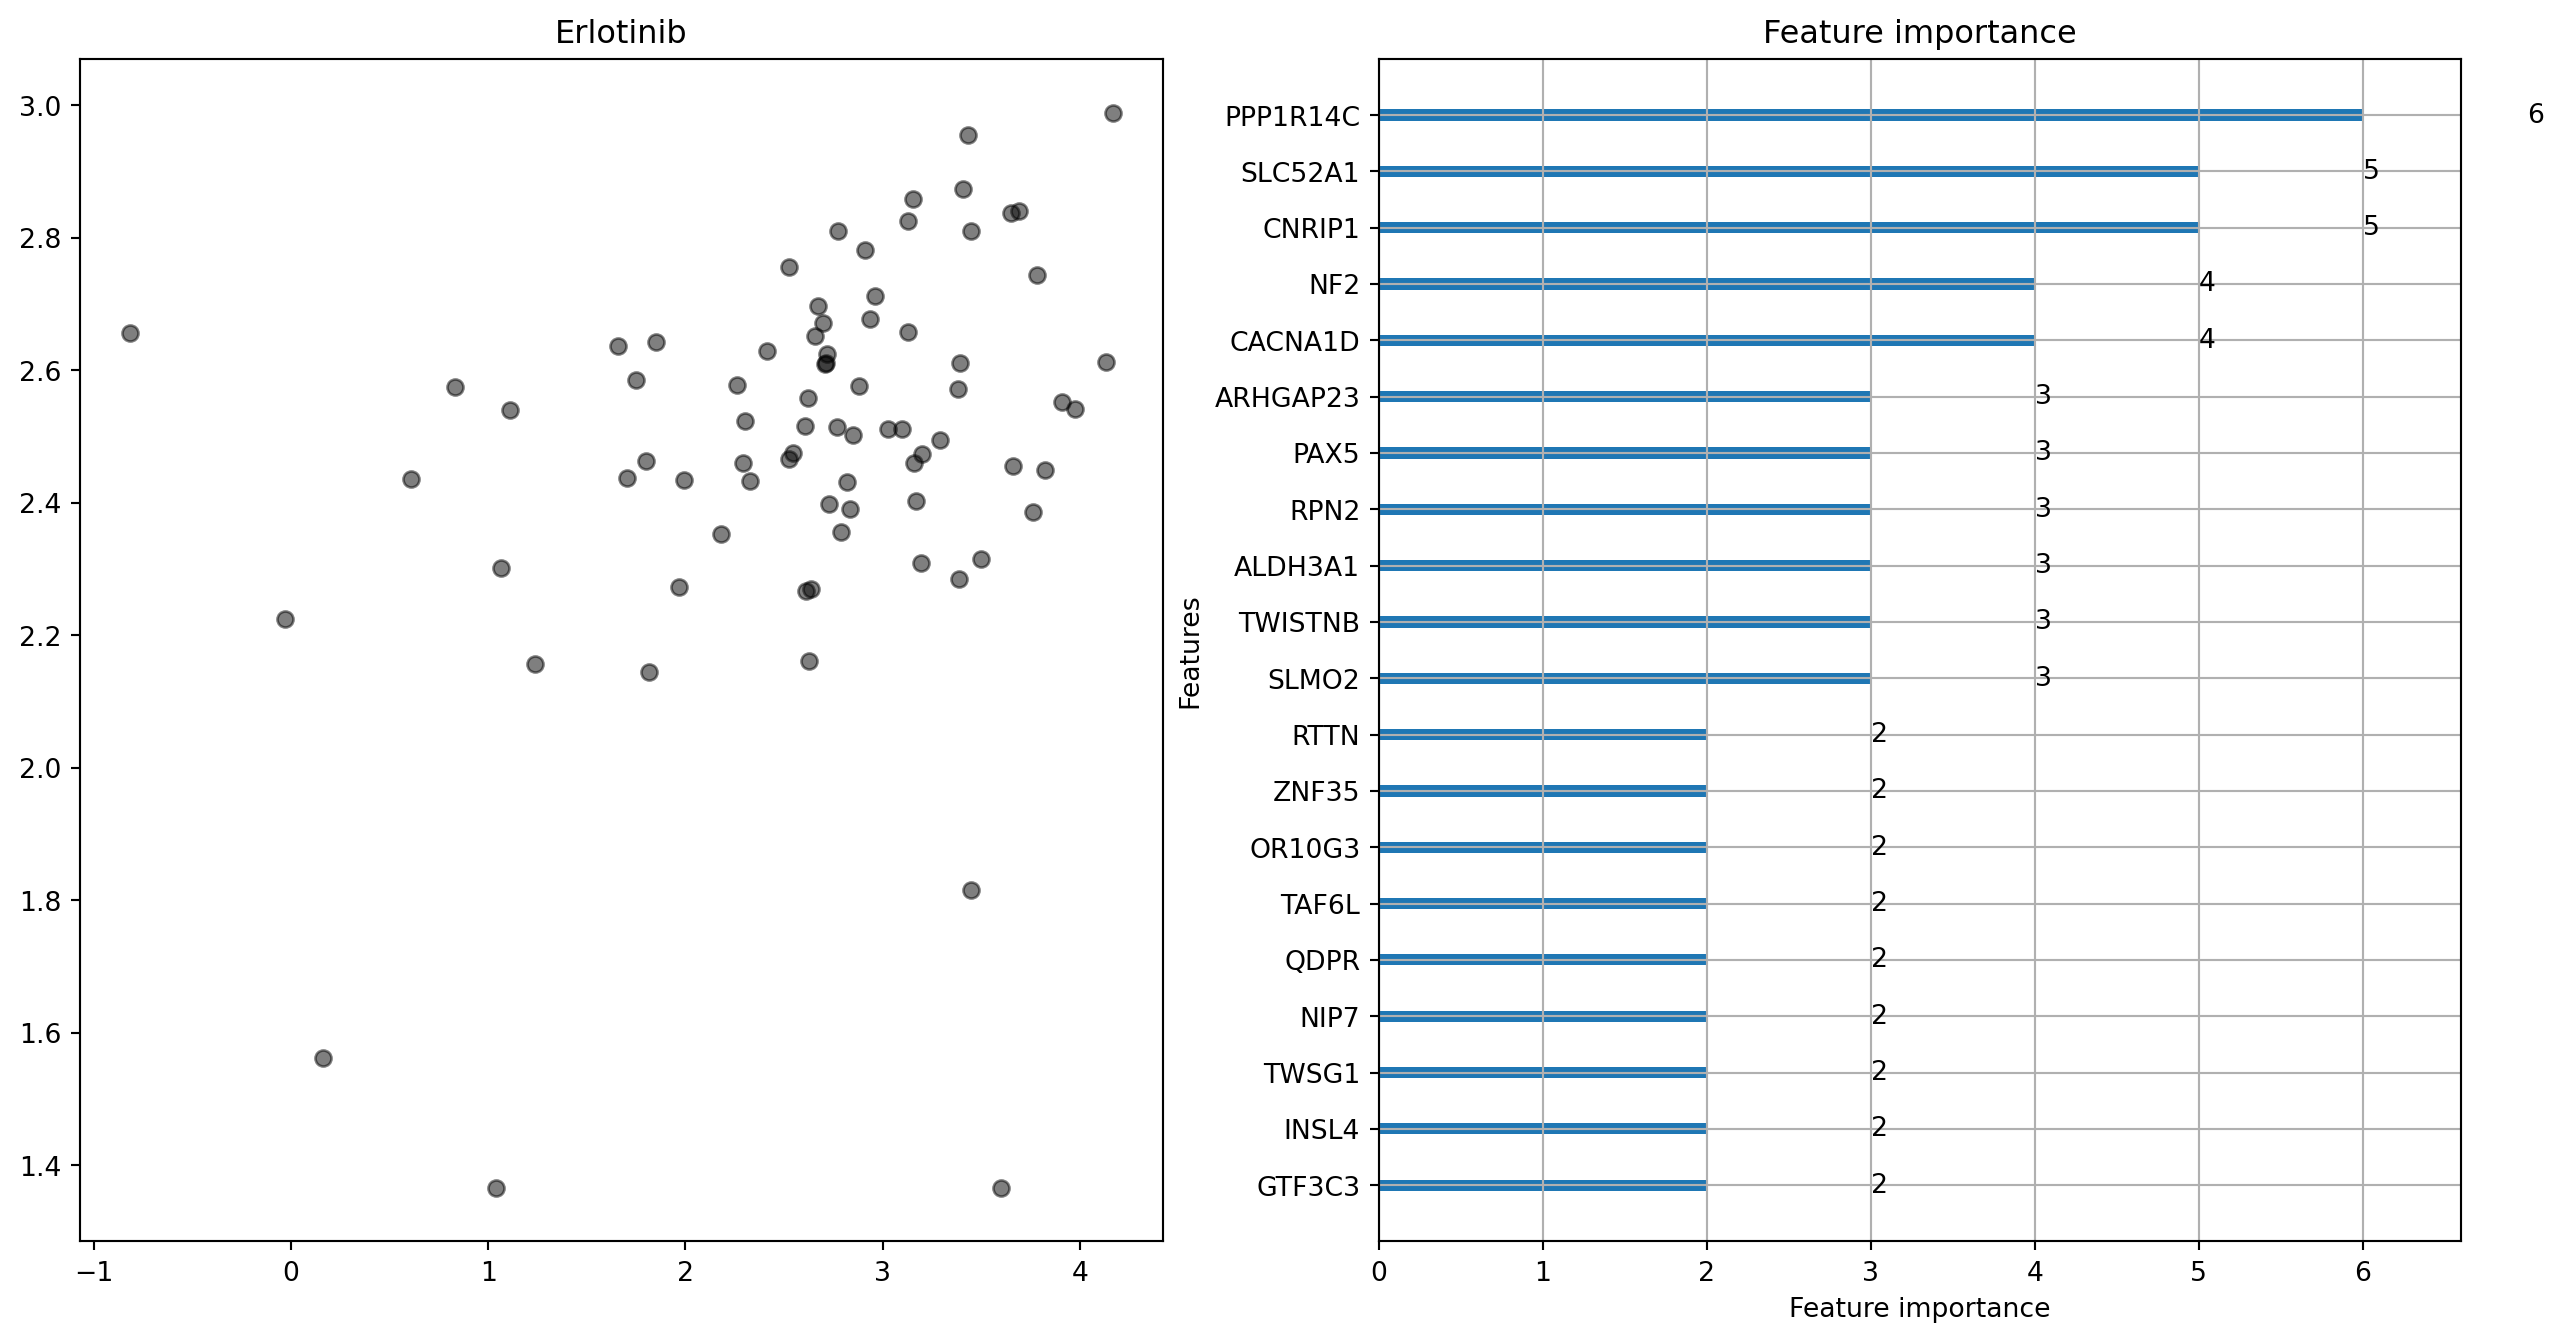 Erlotinib
3.0
2.8
2.6
2.4
2.2
2.0
1.8
1.6
1.4
−1 0 1 2 3 4
Feature importance
Features
PPP1R14C 6
SLC52A1 5
CNRIP1 5
NF2 4
CACNA1D 4
ARHGAP23 3
PAX5 3
RPN2 3
ALDH3A1 3
TWISTNB 3
SLMO2 3
RTTN 2
ZNF35 2
OR10G3 2
TAF6L 2
QDPR 2
NIP7 2
TWSG1 2
INSL4 2
GTF3C3 2
0 1 2 3 4 5 6
Feature importance